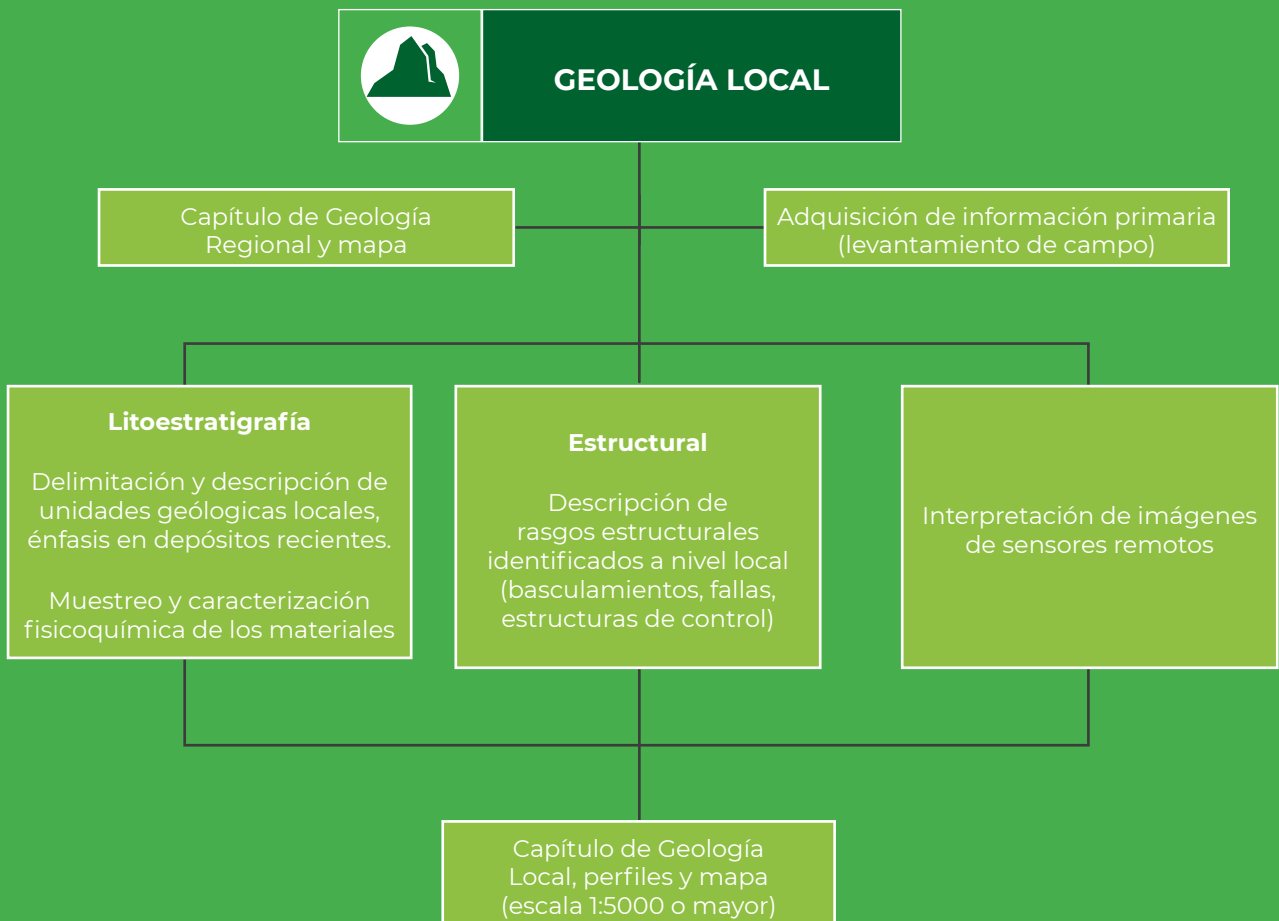 GEOLOGÍA LOCAL
Capítulo de Geología
Regional y mapa
Adquisición de información primaria
(levantamiento de campo)
Litoestratigrafía
Delimitación y descripción de
unidades geólogicas locales,
énfasis en depósitos recientes.
Muestreo y caracterización
fisicoquímica de los materiales
Estructural
Descripción de
rasgos estructurales
identificados a nivel local
(basculamientos, fallas,
estructuras de control)
Interpretación de imágenes
de sensores remotos
Capítulo de Geología
Local, perfiles y mapa
(escala 1:5000 o mayor)